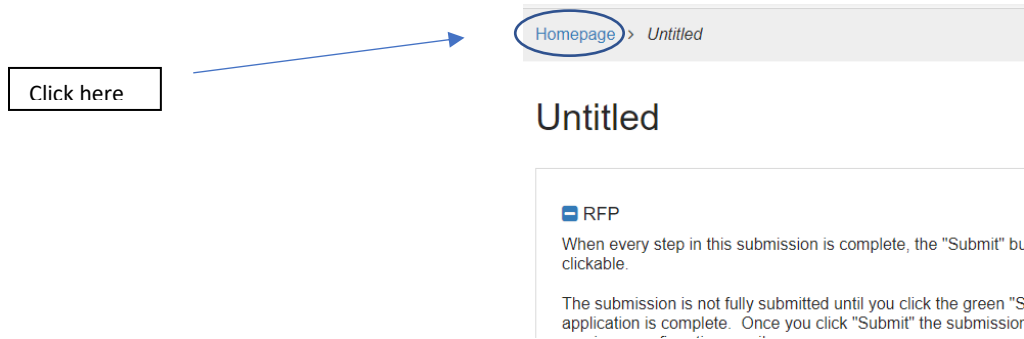 Homepage › Untitled
Click here
Untitled
RFP
When every step in this submission is complete, the "Submit"
clickable.
The submission is not fully submitted until you click the green
application is complete. Once you click "Submit" the submission